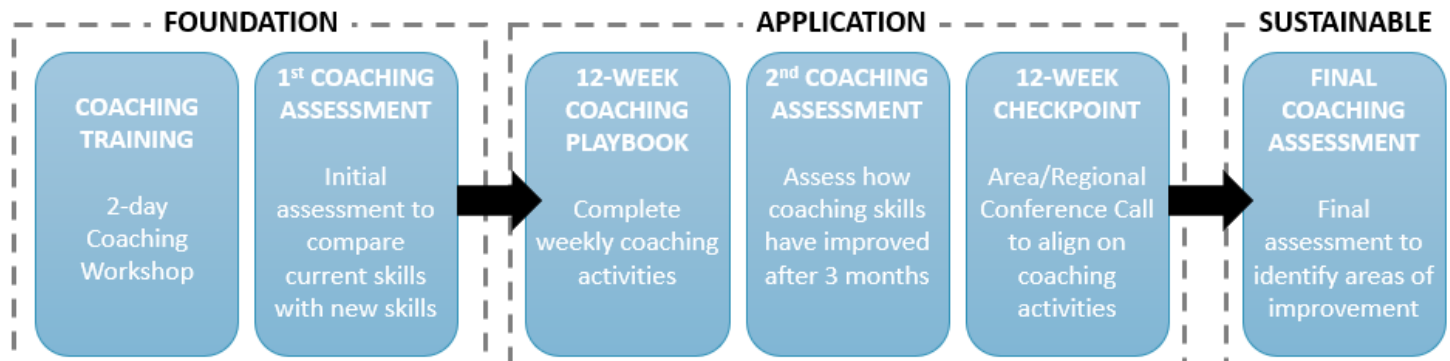 FOUNDATION
COACHING
TRAINING
2-day
Coaching
Workshop
1st COACHING
ASSESSMENT
Initial
assessment to
compare
current skills
with new skills
APPLICATION
12-WEEK
COACHING
PLAYBOOK
Complete
weekly coaching
activities
2nd COACHING
ASSESSMENT
Assess how
coaching skills
have improved
after 3 months
12-WEEK
CHECKPOINT
Area/Regional
Conference Call
to align on
coaching
activities
SUSTAINABLE
FINAL
COACHING
ASSESSMENT
Final
assessment to
identify areas of
improvement